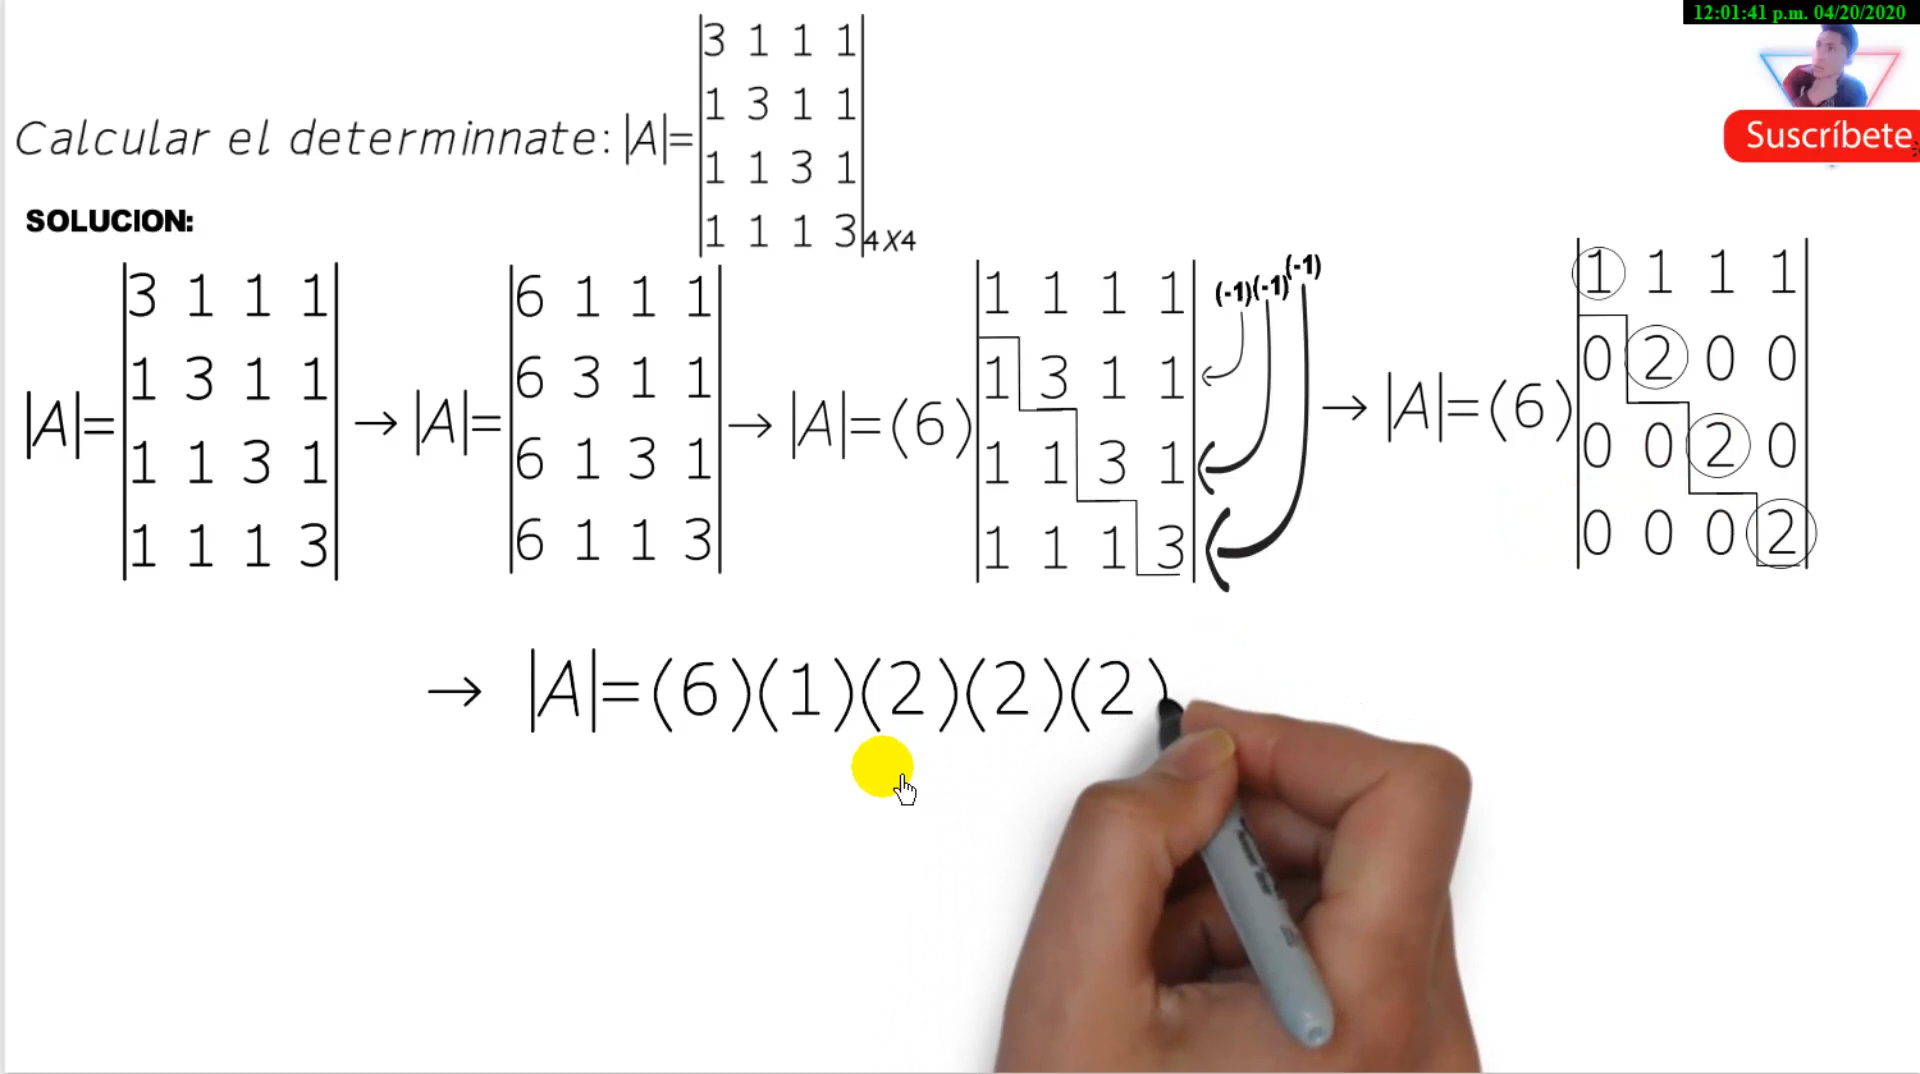 12:01:41 p.m. 04/20/2020
Suscríbete
Calcular el determinnate: |A|=
3 1 1 1
1 3 1 1
1 1 3 1
1 1 1 3
4X4
SOLUCION:
|A|=
3 1 1 1
1 3 1 1
1 1 3 1
1 1 1 3
→ |A|=
6 1 1 1
6 3 1 1
6 1 3 1
6 1 1 3
→ |A|=(6)
1 1 1 1
1 3 1 1
1 1 3 1
1 1 1 3
(-1)(-1)(-1)
→ |A|=(6)
1 1 1 1
0 2 0 0
0 0 2 0
0 0 0 2
→ |A|=(6)(1)(2)(2)(2)